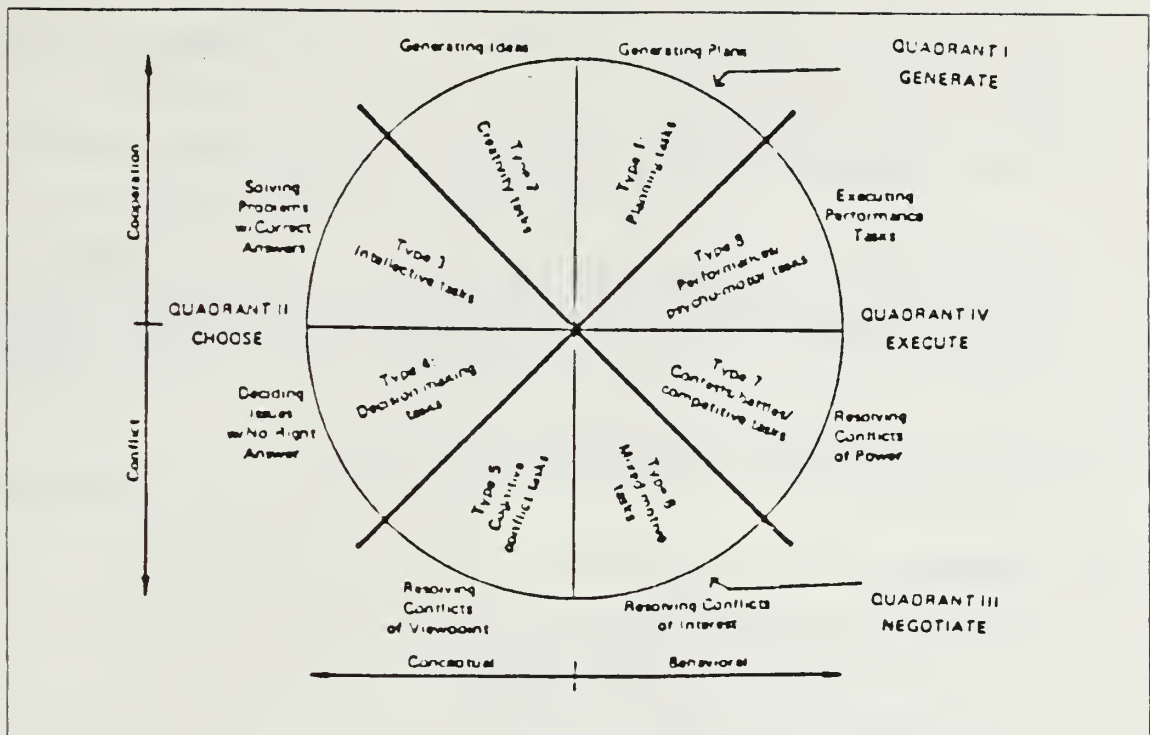 Generating Ideas
Generating Plans
QUADRANT I
GENERATE
Cooperation
Conflict
Type 2
Creativity tasks
Type 1:
Planning tasks
Solving
Problems
w/Correct
Answers
Executing
Performance
Tasks
Type 3
Intellective tasks
Type 8
Performances/
psycho-motor tasks
QUADRANT II
CHOOSE
QUADRANT IV
EXECUTE
Type 4:
Decision-making
tasks
Type 7
Contests/battles/
competitive tasks
Deciding
Issues
w/No Right
Answer
Resolving
Conflicts
of Power
Type 5
Cognitive
conflict tasks
Type 6
Mixed-motive
tasks
Resolving
Conflicts
of Viewpoint
Resolving Conflicts
of Interest
QUADRANT III
NEGOTIATE
Conceptual
Behavioral